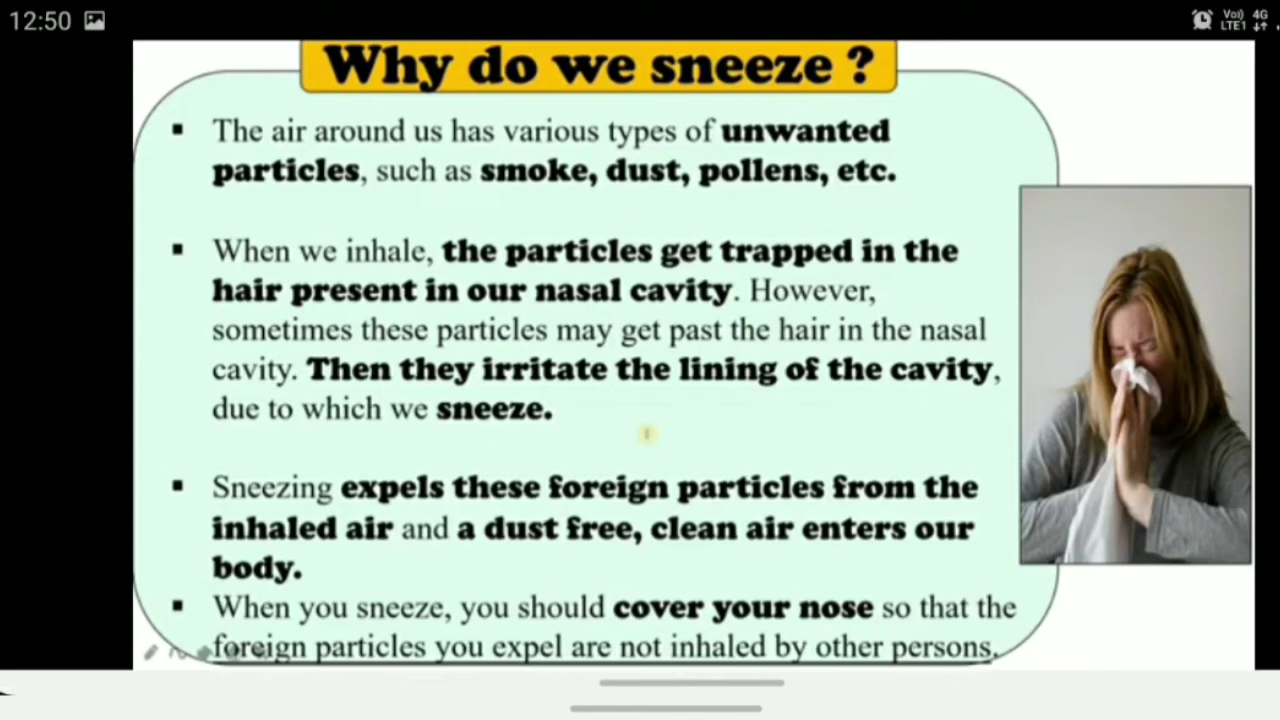 12:50
Vo)) 4G
LTE1
Why do we sneeze ?
▪ The air around us has various types of unwanted
particles, such as smoke, dust, pollens, etc.
▪ When we inhale, the particles get trapped in the
hair present in our nasal cavity. However,
sometimes these particles may get past the hair in the nasal
cavity. Then they irritate the lining of the cavity,
due to which we sneeze.
▪ Sneezing expels these foreign particles from the
inhaled air and a dust free, clean air enters our
body.
▪ When you sneeze, you should cover your nose so that the
foreign particles you expel are not inhaled by other persons.